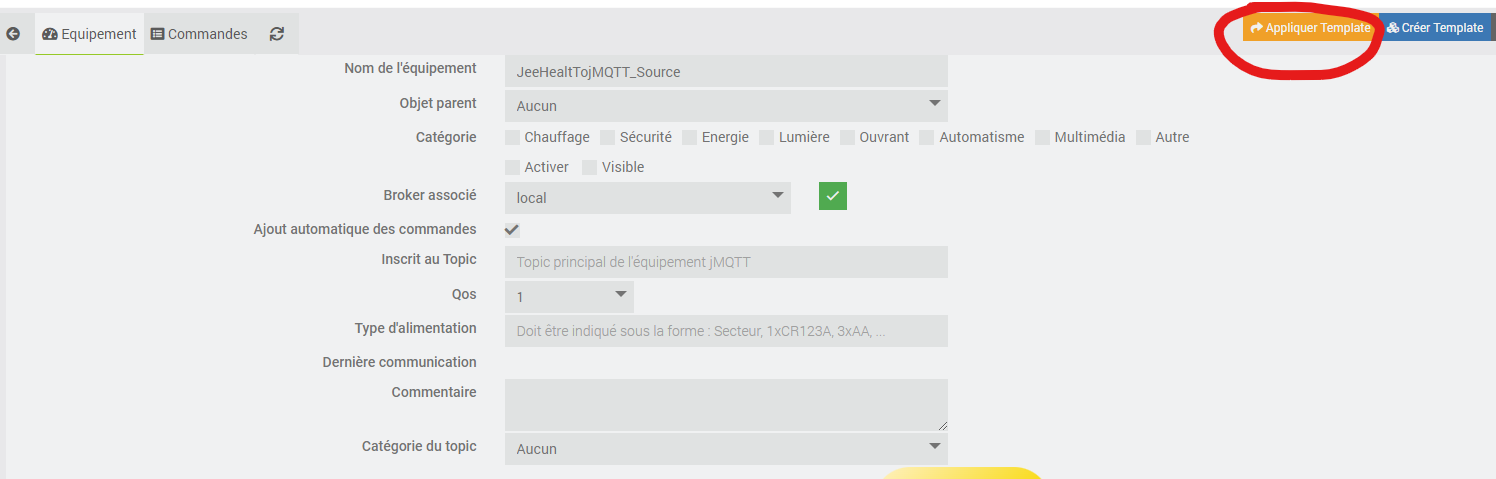 Equipement Commandes Appliquer Template Créer Template
Nom de l'équipement JeeHealtTojMQTT_Source
Objet parent Aucun
Catégorie Chauffage Sécurité Energie Lumière Ouvrant Automatisme Multimédia Autre
Activer Visible
Broker associé local
Ajout automatique des commandes
Inscrit au Topic Topic principal de l'équipement jMQTT
Qos 1
Type d'alimentation Doit être indiqué sous la forme : Secteur, 1xCR123A, 3xAA, ...
Dernière communication
Commentaire
Catégorie du topic Aucun